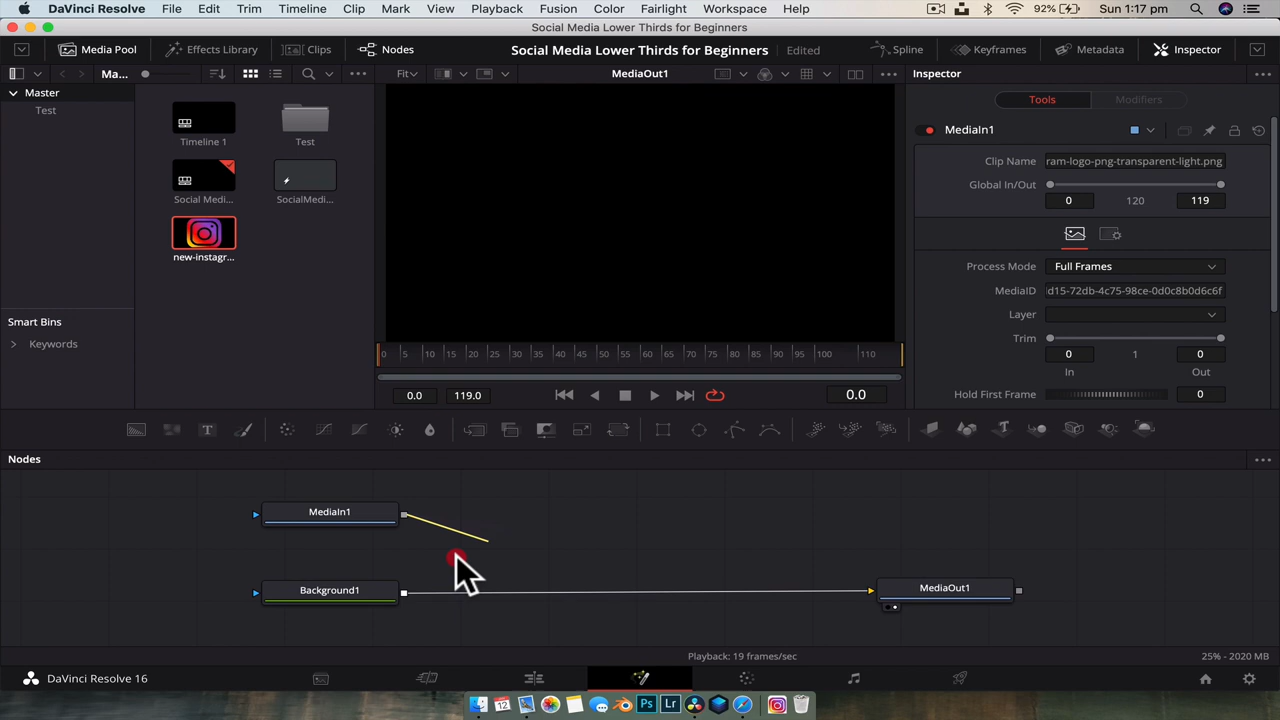 DaVinci Resolve File Edit Trim Timeline Clip Mark View Playback Fusion Color Fairlight Workspace Help 92% Sun 1:17 pm
Social Media Lower Thirds for Beginners
Media Pool Effects Library Clips Nodes Social Media Lower Thirds for Beginners Edited Spline Keyframes Metadata Inspector
Ma... Fit MediaOut1 Inspector
Master
Test
Timeline 1 Test
Social Medi... SocialMedi...
new-instagr...
Smart Bins
Keywords
Tools Modifiers
MediaIn1
Clip Name ram-logo-png-transparent-light.png
Global In/Out
0 120 119
Process Mode Full Frames
MediaID d15-72db-4c75-98ce-0d0c8b0d6c6f
Layer
Trim
0 1 0
In Out
Hold First Frame 0
0 5 10 15 20 25 30 35 40 45 50 55 60 65 70 75 80 85 90 95 100 110
0.0 119.0 0.0
Nodes
MediaIn1
Background1
MediaOut1
Playback: 19 frames/sec 25% - 2020 MB
DaVinci Resolve 16
12 Ps Lr